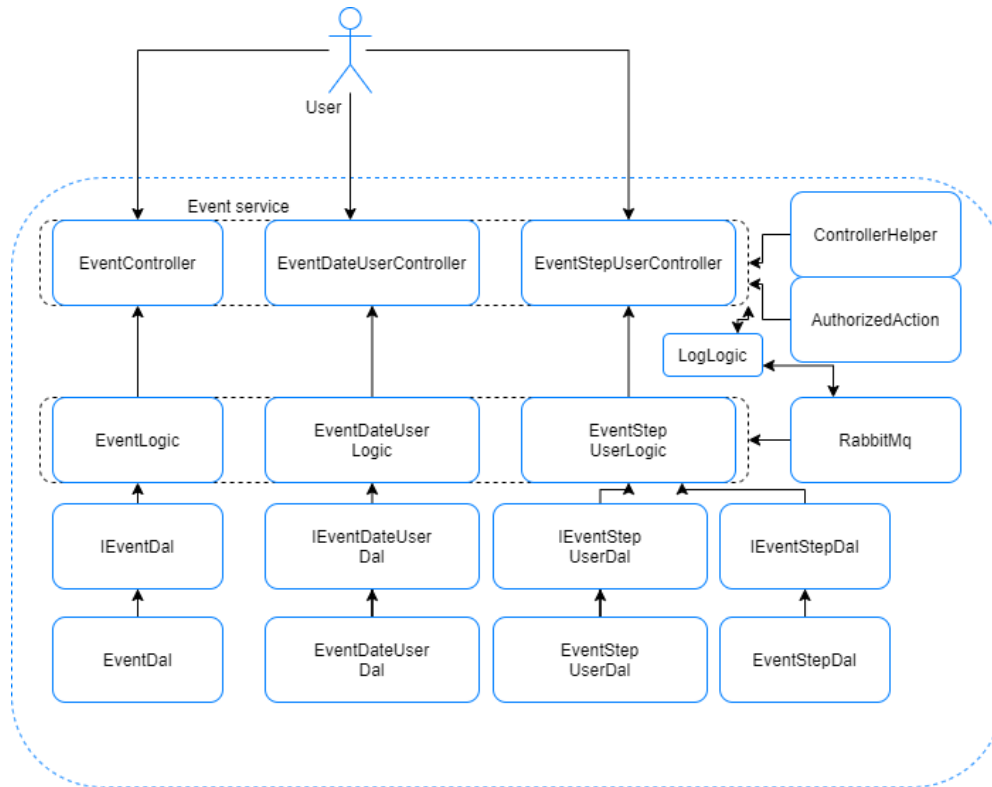 User
Event service
EventController
EventDateUserController
EventStepUserController
ControllerHelper
AuthorizedAction
LogLogic
EventLogic
EventDateUser
Logic
EventStep
UserLogic
RabbitMq
IEventDal
IEventDateUser
Dal
IEventStep
UserDal
IEventStepDal
EventDal
EventDateUser
Dal
EventStep
UserDal
EventStepDal